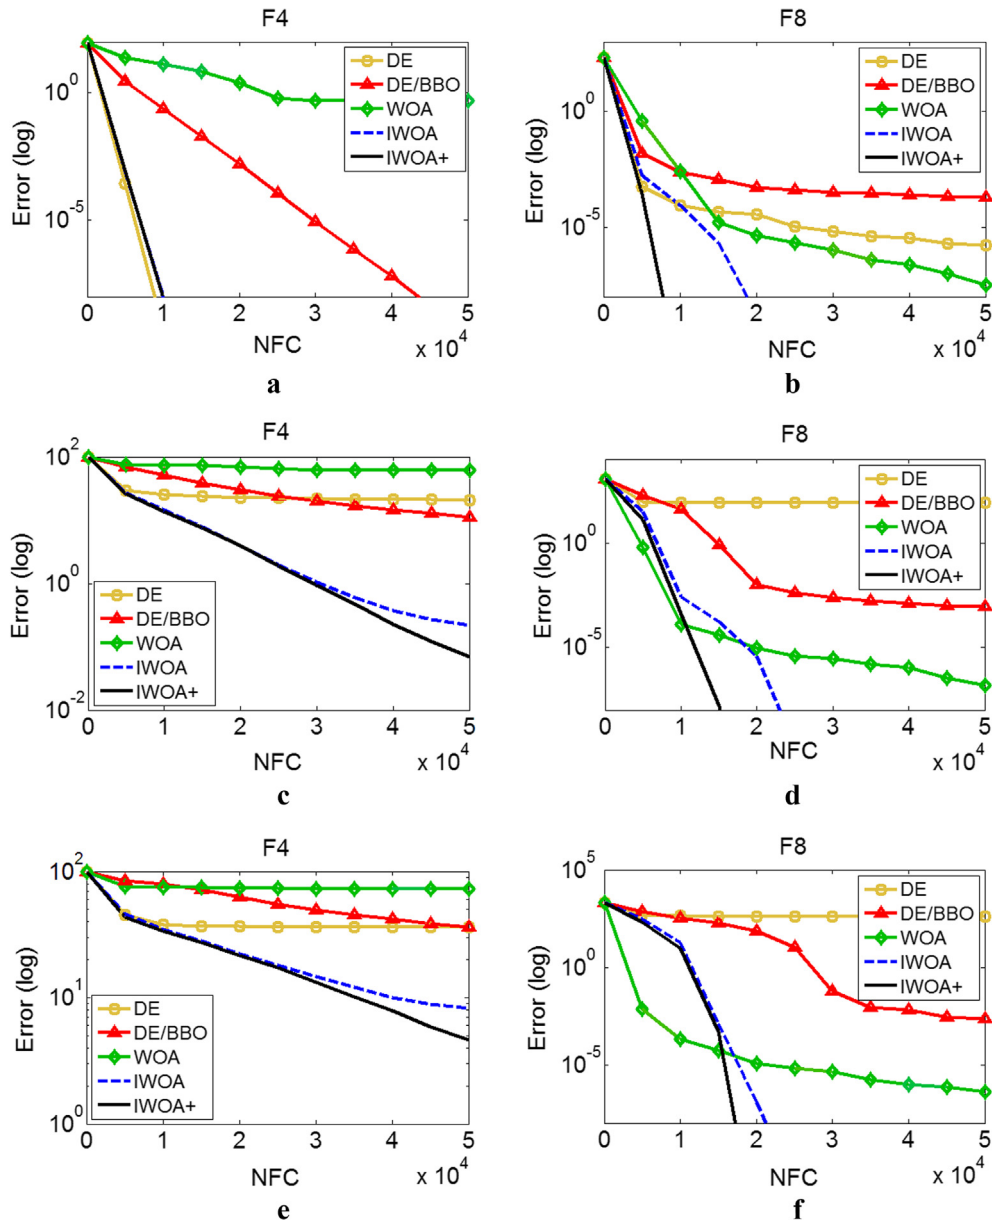 F4
Error (log)
10^0
10^-5
DE
DE/BBO
WOA
IWOA
IWOA+
0 1 2 3 4 5
NFC
x 10^4
a
F8
Error (log)
10^0
10^-5
DE
DE/BBO
WOA
IWOA
IWOA+
0 1 2 3 4 5
NFC
x 10^4
b
F4
Error (log)
10^2
10^0
10^-2
DE
DE/BBO
WOA
IWOA
IWOA+
0 1 2 3 4 5
NFC
x 10^4
c
F8
Error (log)
10^0
10^-5
DE
DE/BBO
WOA
IWOA
IWOA+
0 1 2 3 4 5
NFC
x 10^4
d
F4
Error (log)
10^2
10^1
10^0
DE
DE/BBO
WOA
IWOA
IWOA+
0 1 2 3 4 5
NFC
x 10^4
e
F8
Error (log)
10^5
10^0
10^-5
DE
DE/BBO
WOA
IWOA
IWOA+
0 1 2 3 4 5
NFC
x 10^4
f